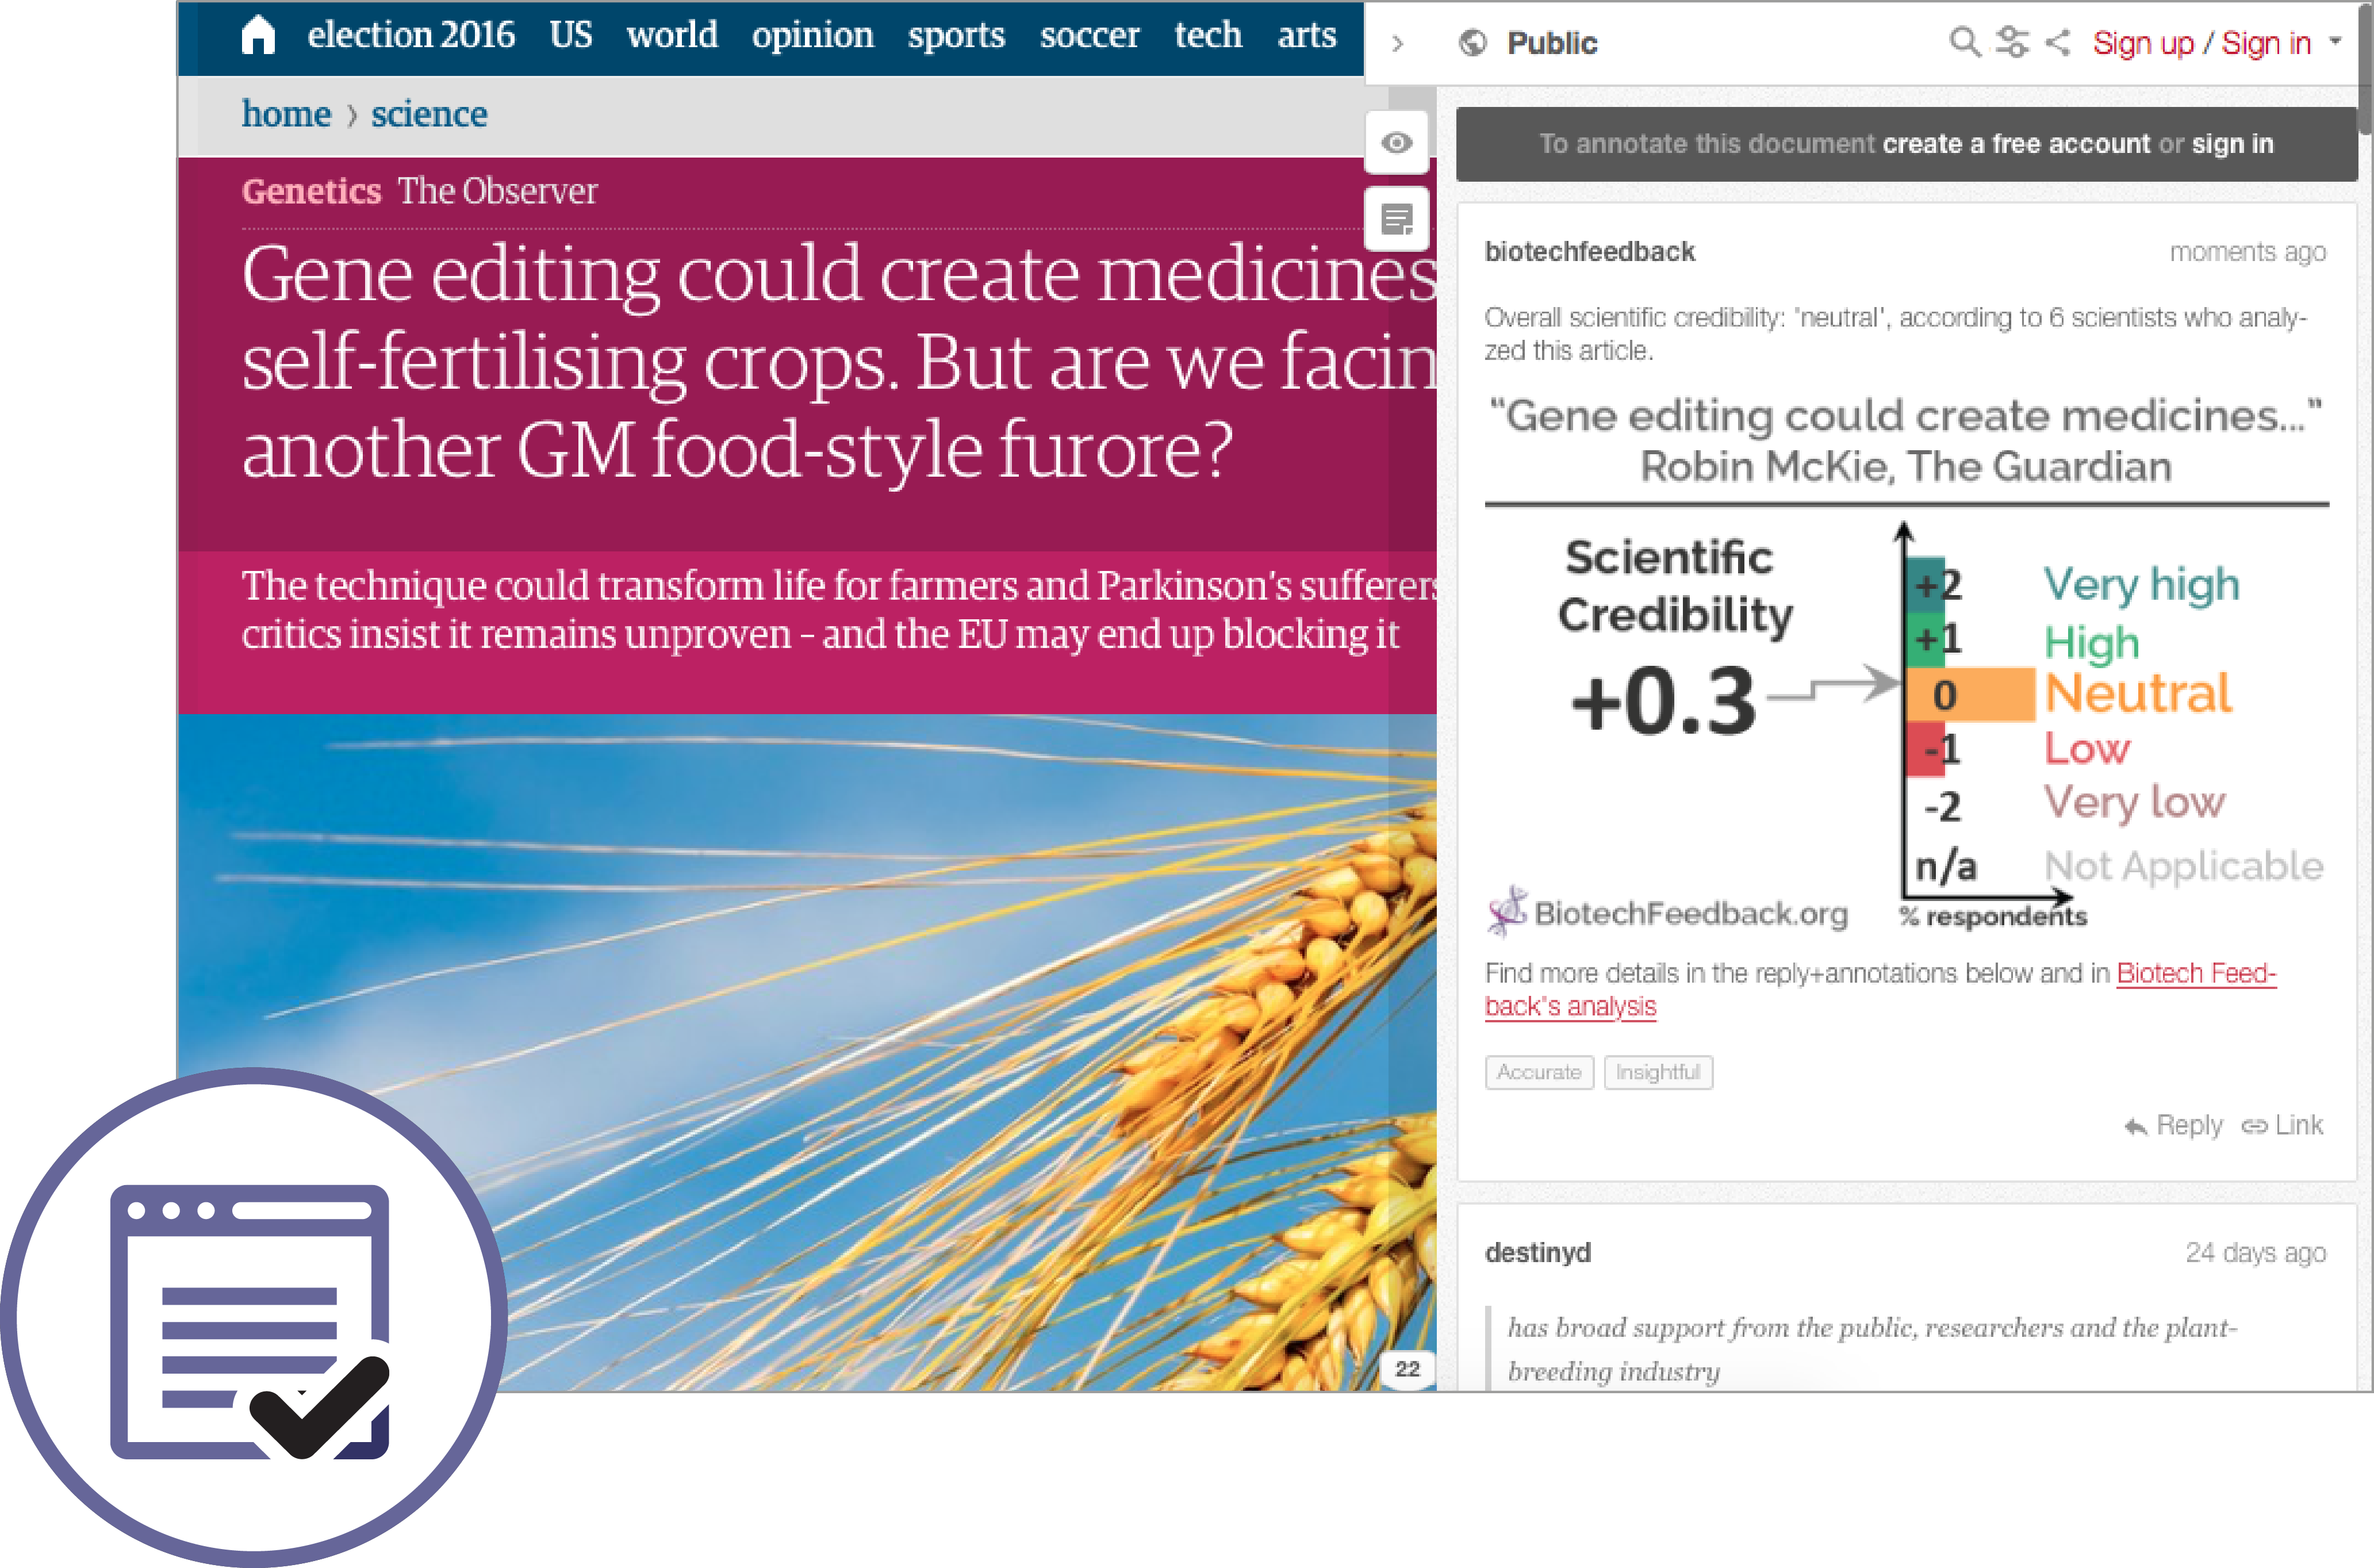 election 2016 US world opinion sports soccer tech arts
home › science
Genetics The Observer
Gene editing could create medicines
self-fertilising crops. But are we facin
another GM food-style furore?
The technique could transform life for farmers and Parkinson's sufferers
critics insist it remains unproven – and the EU may end up blocking it
22
Public
Sign up / Sign in
To annotate this document create a free account or sign in
biotechfeedback moments ago
Overall scientific credibility: 'neutral', according to 6 scientists who analy-
zed this article.
“Gene editing could create medicines...”
Robin McKie, The Guardian
Scientific
Credibility
+0.3
+2 Very high
+1 High
0 Neutral
-1 Low
-2 Very low
n/a Not Applicable
% respondents
BiotechFeedback.org
Find more details in the reply+annotations below and in Biotech Feed-
back's analysis
Accurate Insightful
Reply Link
destinyd 24 days ago
has broad support from the public, researchers and the plant-
breeding industry